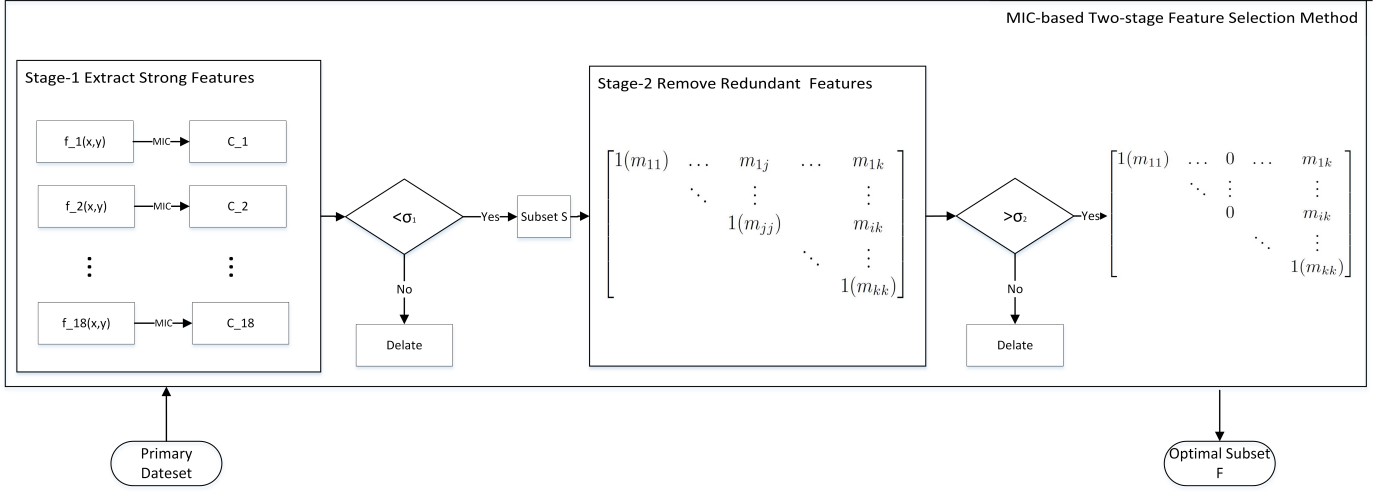 MIC-based Two-stage Feature Selection Method
Stage-1 Extract Strong Features
f_1(x,y) MIC C_1
f_2(x,y) MIC C_2
⋮ ⋮
f_18(x,y) MIC C_18
<σ₁
Yes
No
Delate
Subset S
Stage-2 Remove Redundant Features
1(m₁₁) … m₁ⱼ … m₁ₖ
⋱ ⋮ ⋮
1(mⱼⱼ) mᵢₖ
⋱ ⋮
1(mₖₖ)
>σ₂
Yes
No
Delate
1(m₁₁) … 0 … m₁ₖ
⋱ ⋮ ⋮
0 mᵢₖ
⋱ ⋮
1(mₖₖ)
Primary
Dateset
Optimal Subset
F